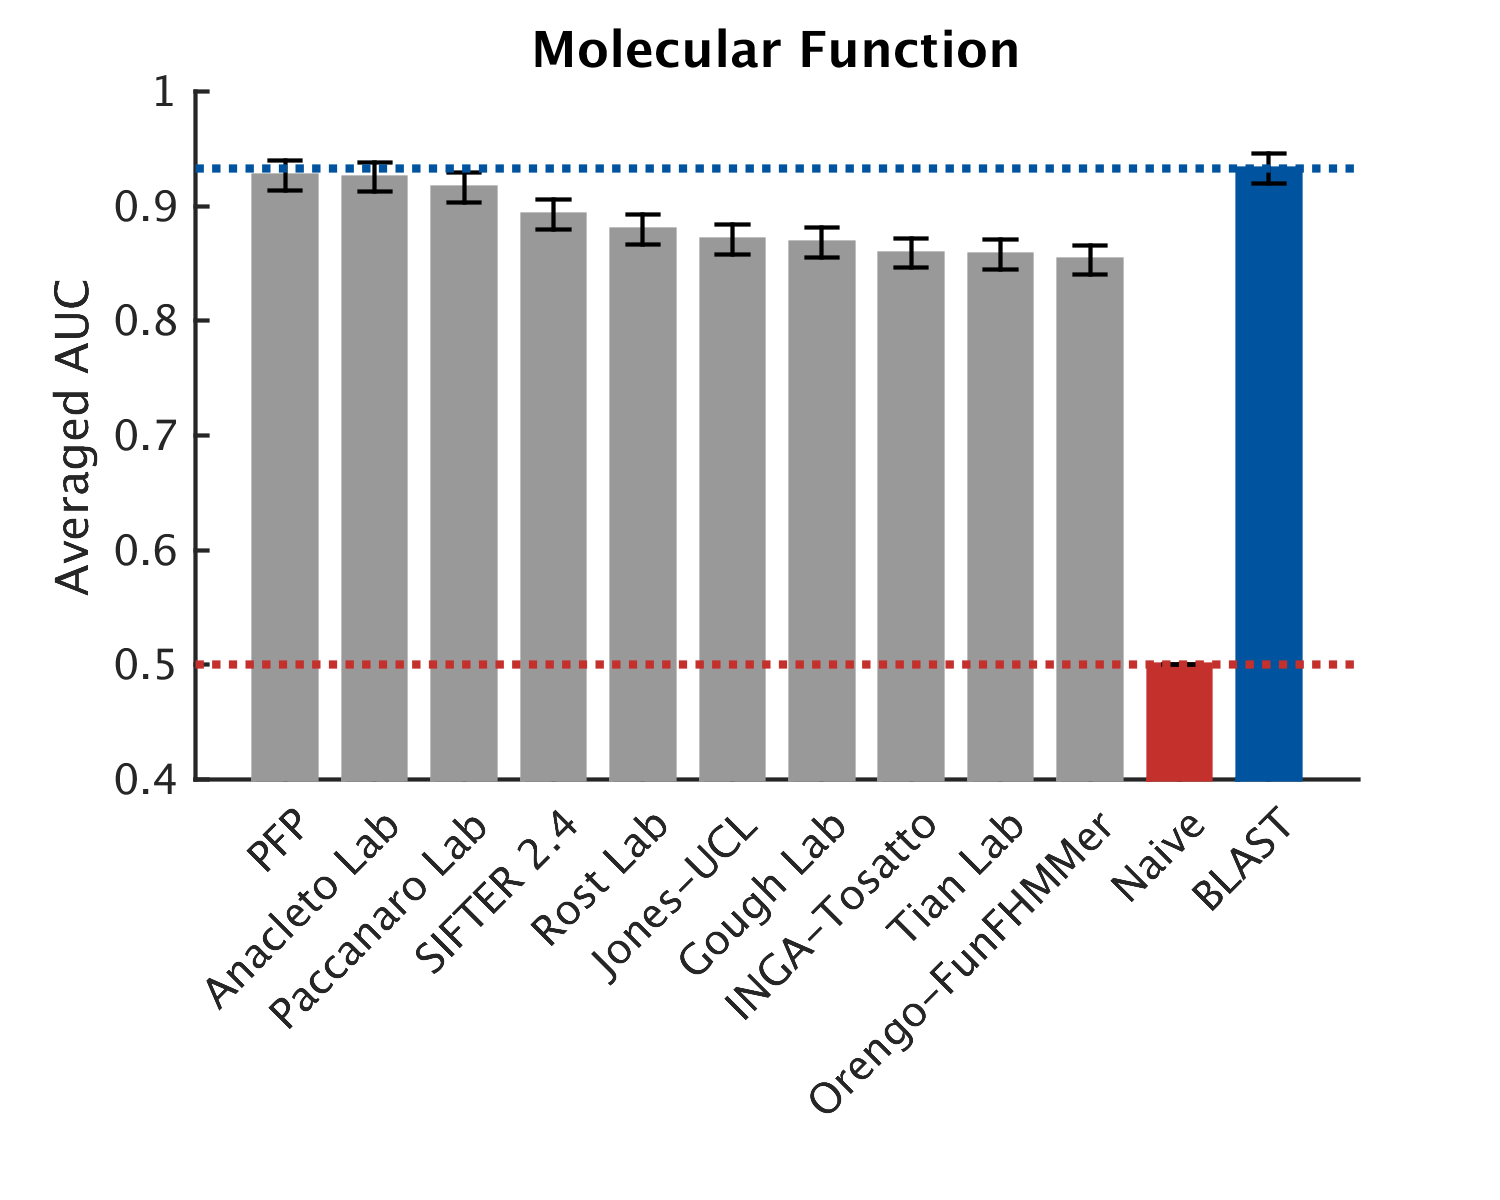 Molecular Function
Averaged AUC
1
0.9
0.8
0.7
0.6
0.5
0.4
PFP
Anacleto Lab
Paccanaro Lab
SIFTER 2.4
Rost Lab
Jones-UCL
Gough Lab
INGA-Tosatto
Tian Lab
Orengo-FunFHMMer
Naive
BLAST